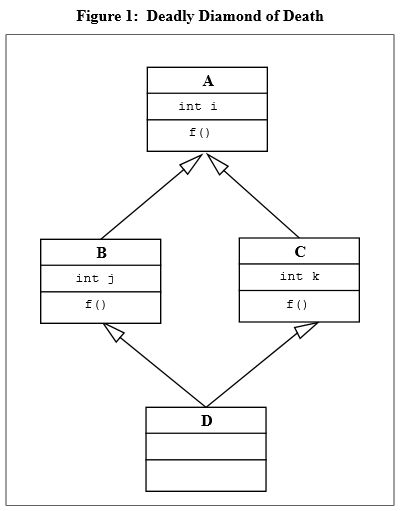 Figure 1: Deadly Diamond of Death
A
int i
f()
B
int j
f()
C
int k
f()
D